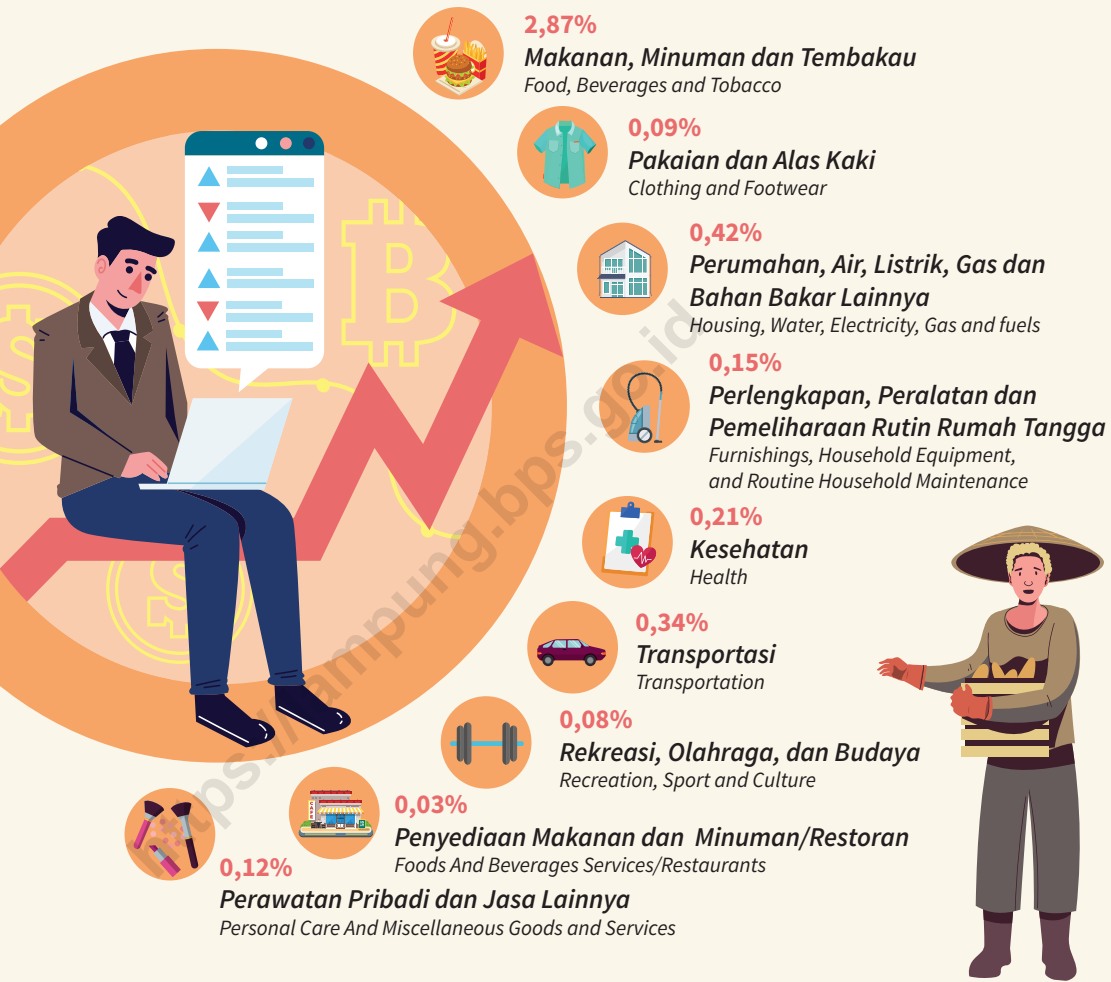 2,87%
Makanan, Minuman dan Tembakau
Food, Beverages and Tobacco
0,09%
Pakaian dan Alas Kaki
Clothing and Footwear
0,42%
Perumahan, Air, Listrik, Gas dan
Bahan Bakar Lainnya
Housing, Water, Electricity, Gas and fuels
0,15%
Perlengkapan, Peralatan dan
Pemeliharaan Rutin Rumah Tangga
Furnishings, Household Equipment,
and Routine Household Maintenance
0,21%
Kesehatan
Health
0,34%
Transportasi
Transportation
0,08%
Rekreasi, Olahraga, dan Budaya
Recreation, Sport and Culture
0,03%
Penyediaan Makanan dan Minuman/Restoran
Foods And Beverages Services/Restaurants
0,12%
Perawatan Pribadi dan Jasa Lainnya
Personal Care And Miscellaneous Goods and Services
https://lampung.bps.go.id